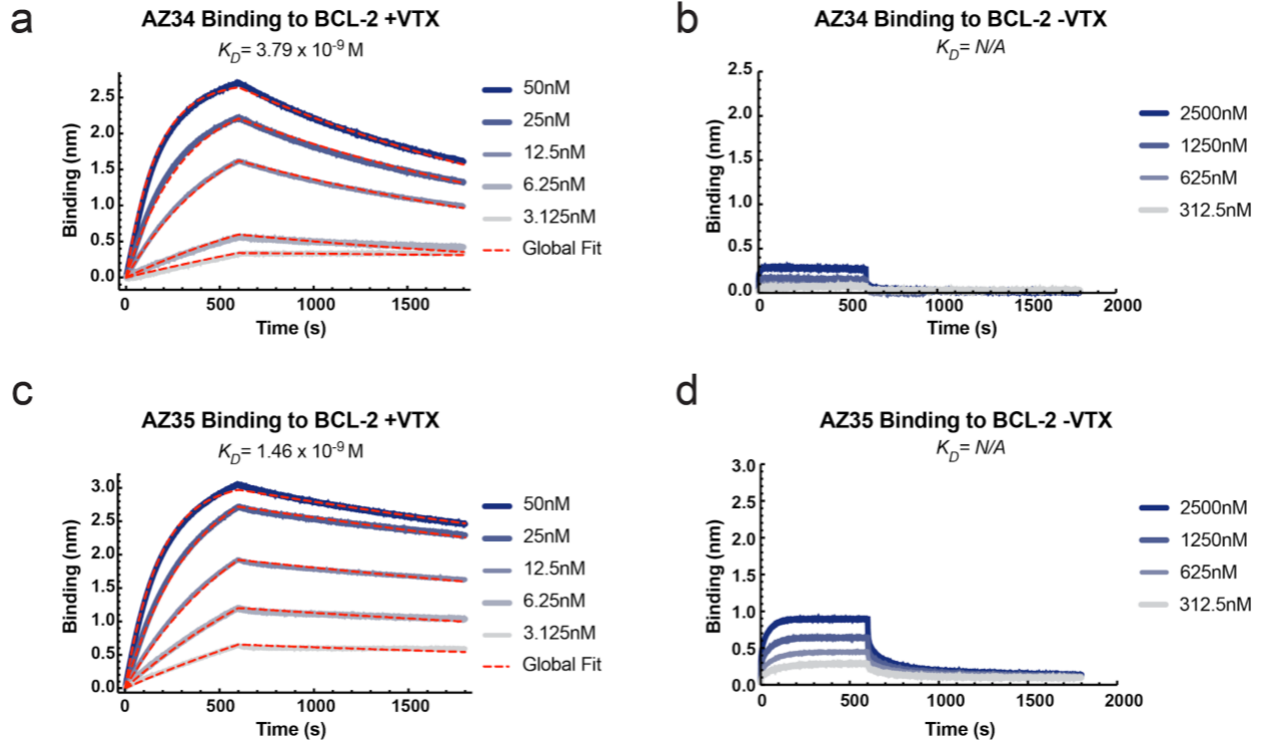 a
AZ34 Binding to BCL-2 +VTX
K_D= 3.79 x 10⁻⁹ M
Binding (nm)
2.5
2.0
1.5
1.0
0.5
0.0
0
500
1000
1500
Time (s)
50nM
25nM
12.5nM
6.25nM
3.125nM
Global Fit
b
AZ34 Binding to BCL-2 -VTX
K_D= N/A
Binding (nm)
2.5
2.0
1.5
1.0
0.5
0.0
0
500
1000
1500
2000
Time (s)
2500nM
1250nM
625nM
312.5nM
c
AZ35 Binding to BCL-2 +VTX
K_D= 1.46 x 10⁻⁹ M
Binding (nm)
3.0
2.5
2.0
1.5
1.0
0.5
0.0
0
500
1000
1500
Time (s)
50nM
25nM
12.5nM
6.25nM
3.125nM
Global Fit
d
AZ35 Binding to BCL-2 -VTX
K_D= N/A
Binding (nm)
3.0
2.5
2.0
1.5
1.0
0.5
0.0
0
500
1000
1500
2000
Time (s)
2500nM
1250nM
625nM
312.5nM